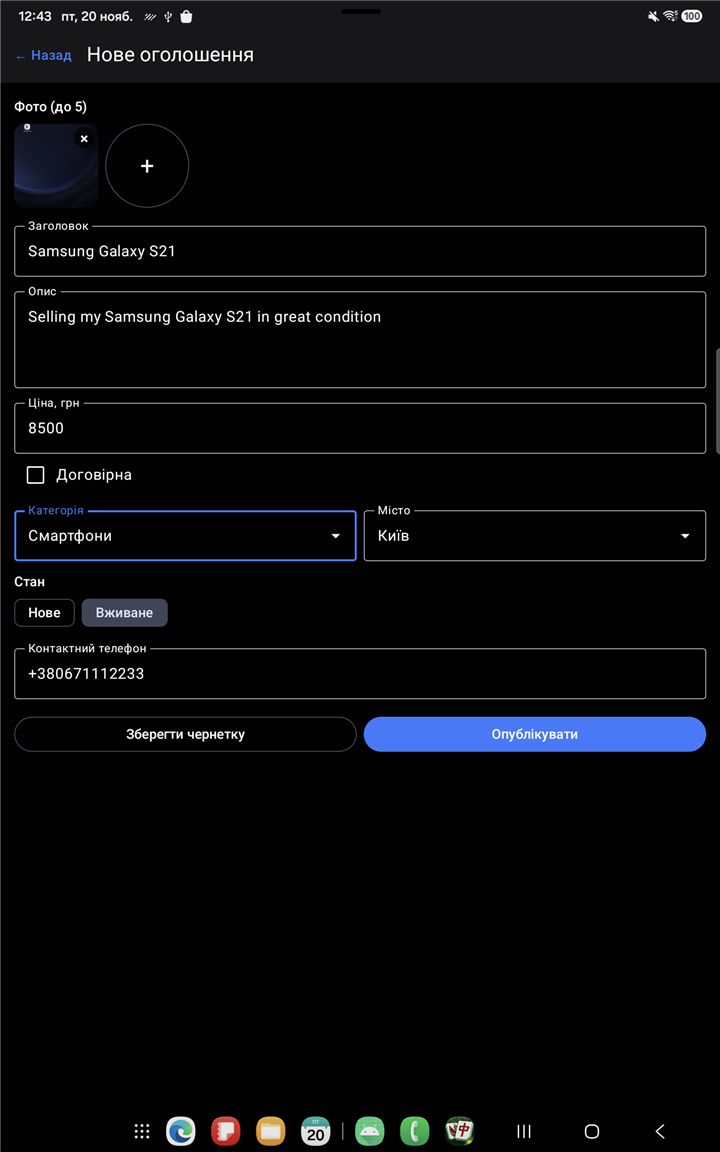 12:43 пт, 20 нояб. 100
← Назад Нове оголошення
Фото (до 5)
Заголовок
Samsung Galaxy S21
Опис
Selling my Samsung Galaxy S21 in great condition
Ціна, грн
8500
Договірна
Категорія Місто
Смартфони Київ
Стан
Нове Вживане
Контактний телефон
+380671112233
Зберегти чернетку Опублікувати
ПТ
20
中